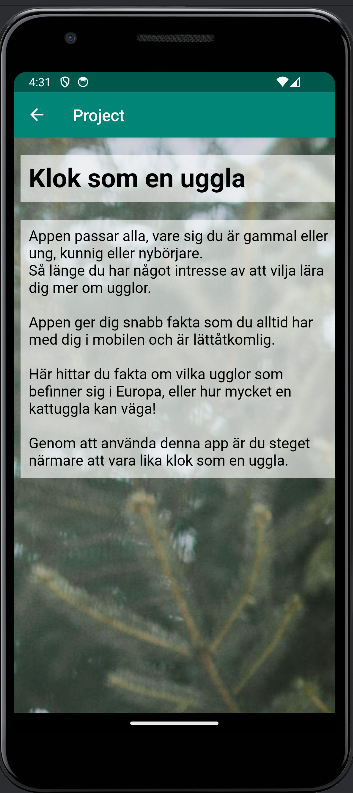 4:31
Project
Klok som en uggla
Appen passar alla, vare sig du är gammal eller
ung, kunnig eller nybörjare.
Så länge du har något intresse av att vilja lära
dig mer om ugglor.
Appen ger dig snabb fakta som du alltid har
med dig i mobilen och är lättåtkomlig.
Här hittar du fakta om vilka ugglor som
befinner sig i Europa, eller hur mycket en
kattuggla kan väga!
Genom att använda denna app är du steget
närmare att vara lika klok som en uggla.